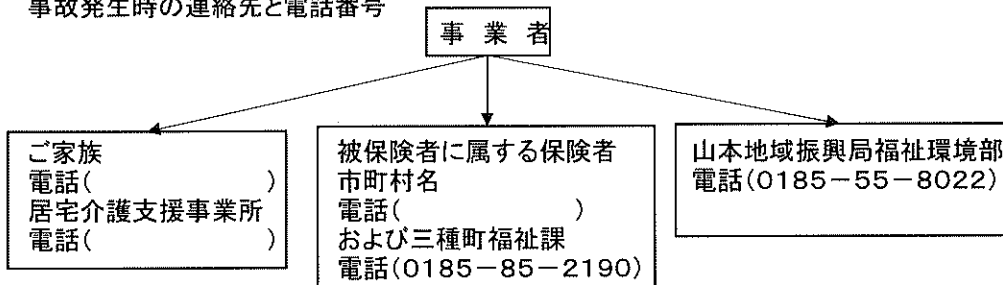 事故発生時の連絡先と電話番号
事 業 者
ご家族
電話(　　　　　　)
居宅介護支援事業所
電話(　　　　　　)
被保険者に属する保険者
市町村名
電話(　　　　　　)
および三種町福祉課
電話(0185-85-2190)
山本地域振興局福祉環境部
電話(0185-55-8022)